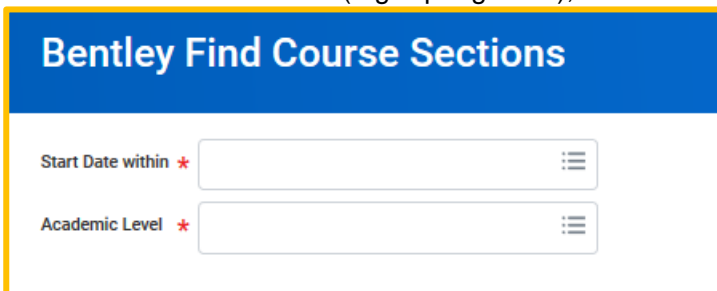 Bentley Find Course Sections
Start Date within *
Academic Level *